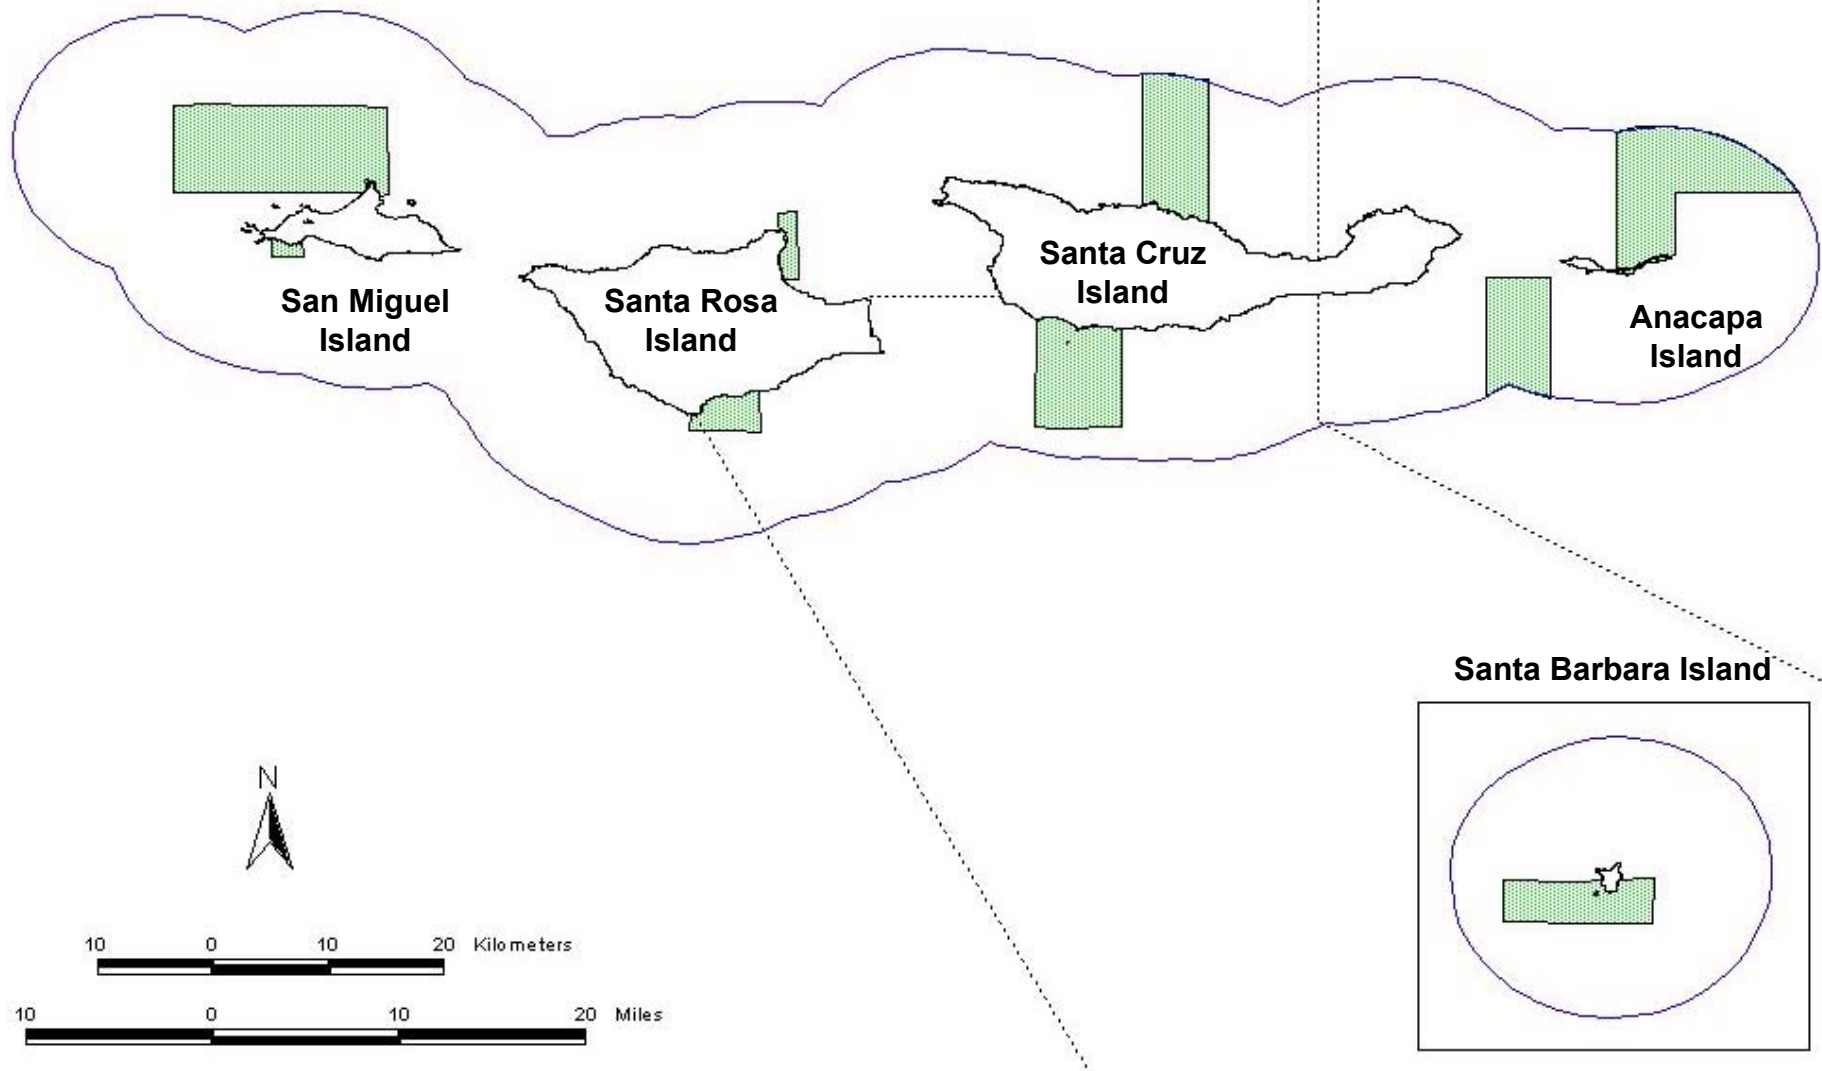 Santa Cruz
Island
San Miguel
Island
Santa Rosa
Island
Anacapa
Island
Santa Barbara Island
N
10 0 10 20 Kilometers
10 0 10 20 Miles